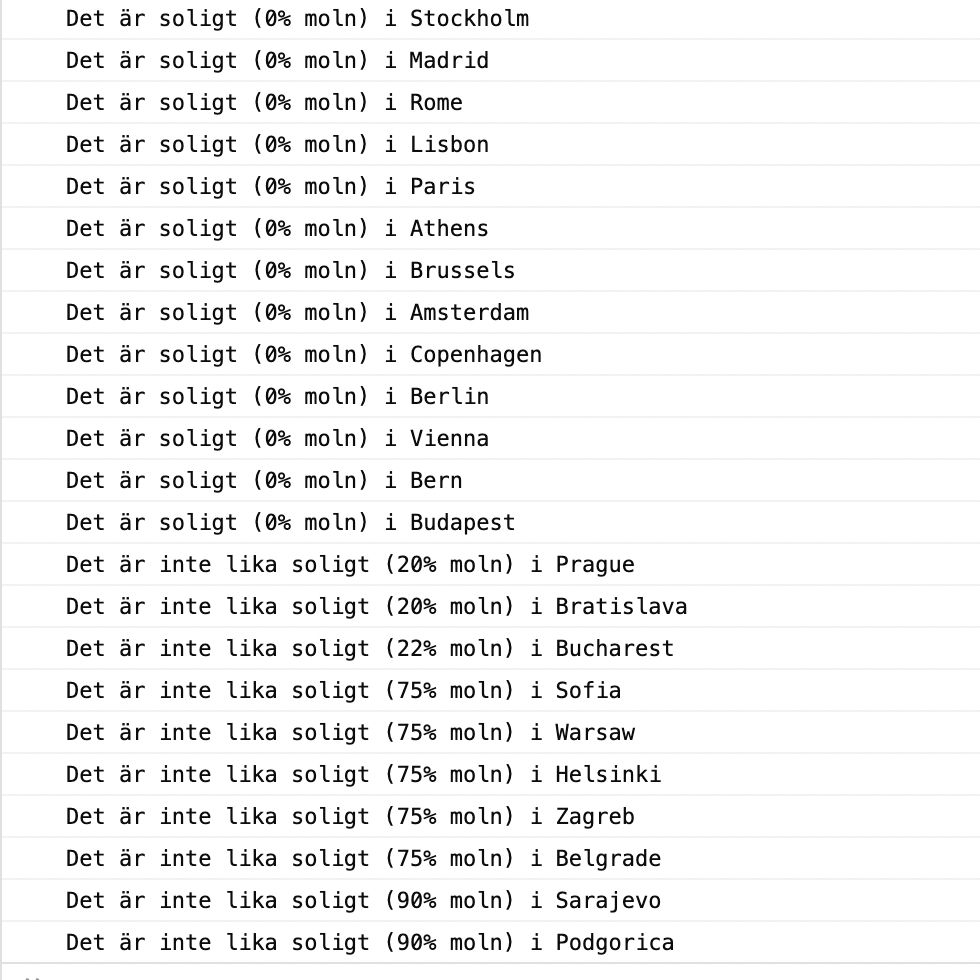 Det är soligt (0% moln) i Stockholm
Det är soligt (0% moln) i Madrid
Det är soligt (0% moln) i Rome
Det är soligt (0% moln) i Lisbon
Det är soligt (0% moln) i Paris
Det är soligt (0% moln) i Athens
Det är soligt (0% moln) i Brussels
Det är soligt (0% moln) i Amsterdam
Det är soligt (0% moln) i Copenhagen
Det är soligt (0% moln) i Berlin
Det är soligt (0% moln) i Vienna
Det är soligt (0% moln) i Bern
Det är soligt (0% moln) i Budapest
Det är inte lika soligt (20% moln) i Prague
Det är inte lika soligt (20% moln) i Bratislava
Det är inte lika soligt (22% moln) i Bucharest
Det är inte lika soligt (75% moln) i Sofia
Det är inte lika soligt (75% moln) i Warsaw
Det är inte lika soligt (75% moln) i Helsinki
Det är inte lika soligt (75% moln) i Zagreb
Det är inte lika soligt (75% moln) i Belgrade
Det är inte lika soligt (90% moln) i Sarajevo
Det är inte lika soligt (90% moln) i Podgorica